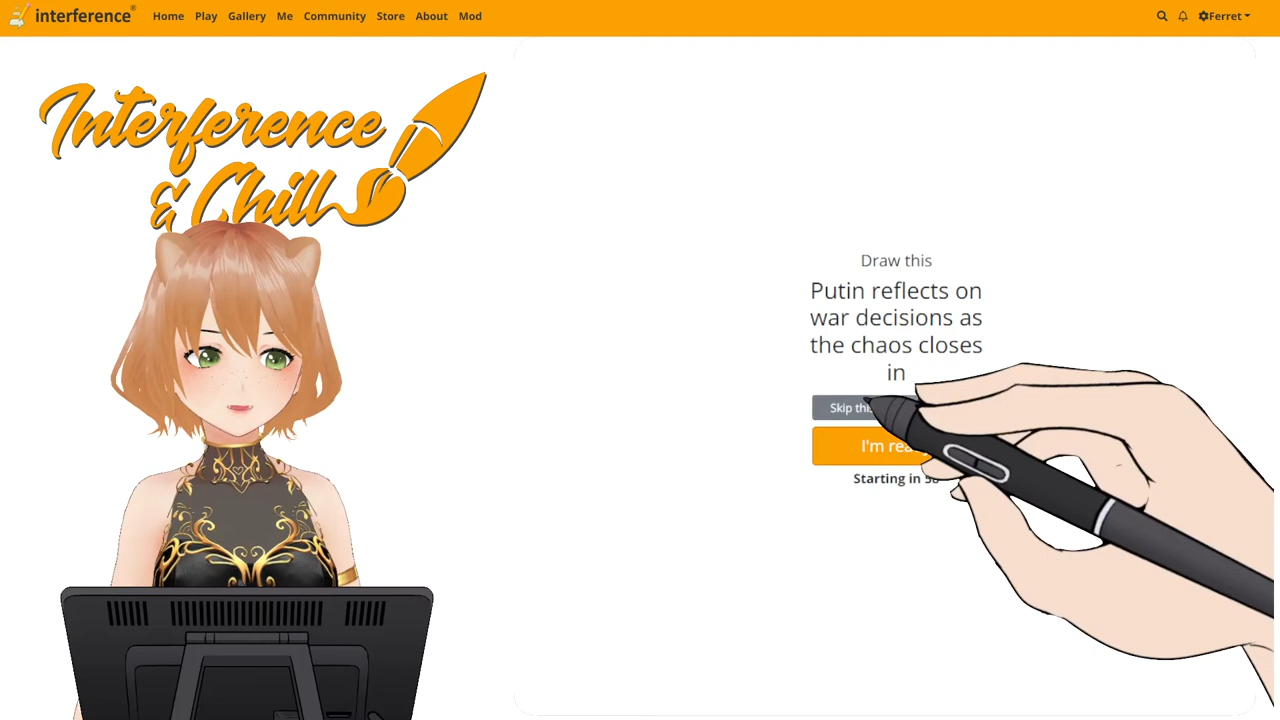 interference®
Home Play Gallery Me Community Store About Mod
Ferret
Interference
& Chill
Draw this
Putin reflects on
war decisions as
the chaos closes
in
Skip
I'm
Starting in